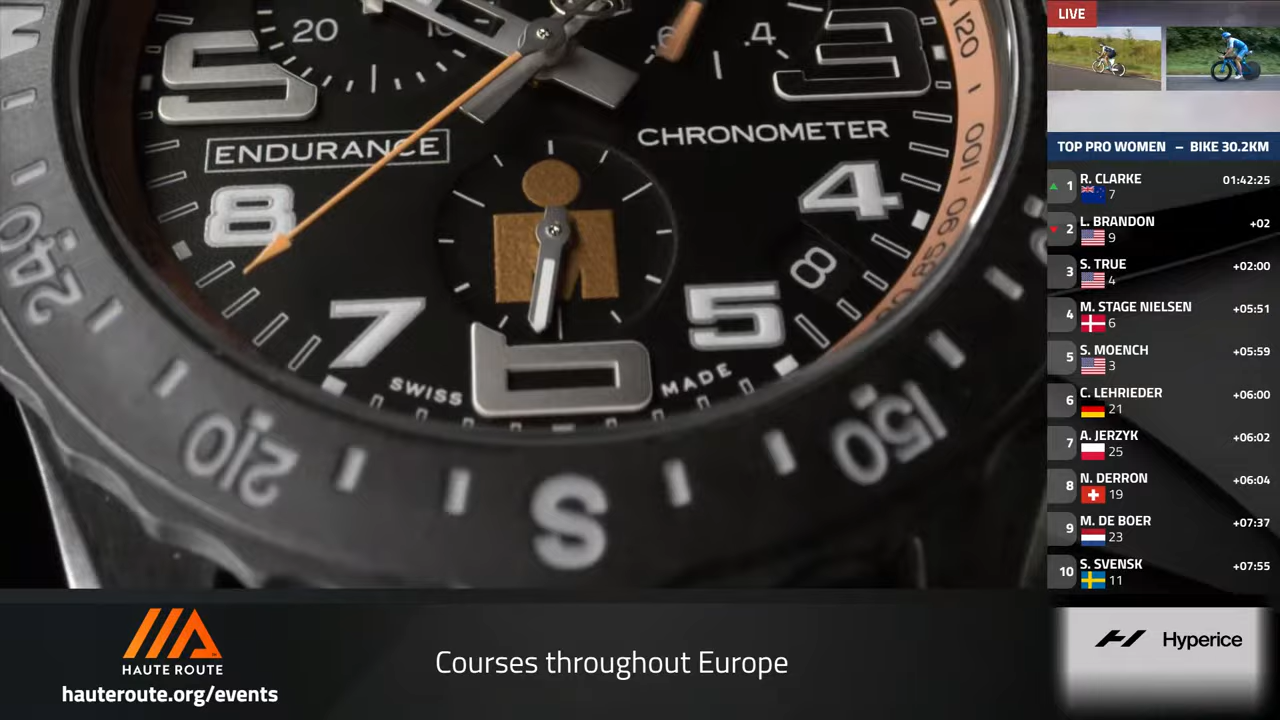 20
10
.6
.4
120
ENDURANCE
CHRONOMETER
100
90
85
8
4
8
240
7
5
6
SWISS
MADE
210
150
S
LIVE
TOP PRO WOMEN – BIKE 30.2KM
1 R. CLARKE 7 01:42:25
2 L. BRANDON 9 +02
3 S. TRUE 4 +02:00
4 M. STAGE NIELSEN 6 +05:51
5 S. MOENCH 3 +05:59
6 C. LEHRIEDER 21 +06:00
7 A. JERZYK 25 +06:02
8 N. DERRON 19 +06:04
9 M. DE BOER 23 +07:37
10 S. SVENSK 11 +07:55
HAUTE ROUTE
hauteroute.org/events
Courses throughout Europe
Hyperice